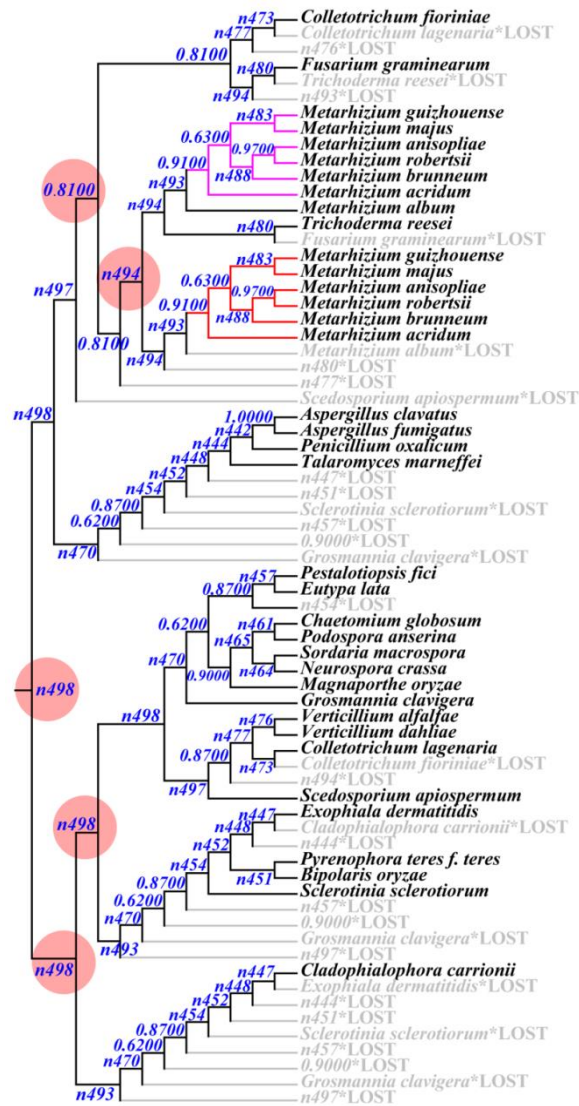 n473 Colletotrichum fioriniae
n477 Colletotrichum lagenaria*LOST
n476*LOST
0.8100
n480 Fusarium graminearum
Trichoderma reesei*LOST
n494 n493*LOST
n483 Metarhizium guizhouense
Metarhizium majus
0.6300
0.9700 Metarhizium anisopliae
Metarhizium robertsii
0.9100
n488 Metarhizium brunneum
n493 Metarhizium acridum
0.8100
n494 Metarhizium album
n480 Trichoderma reesei
Fusarium graminearum*LOST
n483 Metarhizium guizhouense
n494 Metarhizium majus
0.6300
n497
0.9700 Metarhizium anisopliae
Metarhizium robertsii
0.9100
n488 Metarhizium brunneum
n493 Metarhizium acridum
0.8100
n494 Metarhizium album*LOST
n480*LOST
n477*LOST
Scedosporium apiospermum*LOST
n498
1.0000 Aspergillus clavatus
n442 Aspergillus fumigatus
n444 Penicillium oxalicum
n448 Talaromyces marneffei
n452 n447*LOST
n454 n451*LOST
0.8700 Sclerotinia sclerotiorum*LOST
0.6200 n457*LOST
0.9000*LOST
n470 Grosmannia clavigera*LOST
n457 Pestalotiopsis fici
0.8700 Eutypa lata
n454*LOST
0.6200
n461 Chaetomium globosum
n465 Podospora anserina
Sordaria macrospora
n470 n464 Neurospora crassa
0.9000 Magnaporthe oryzae
n498 Grosmannia clavigera
n498
n476 Verticillium alfalfae
n477 Verticillium dahliae
0.8700 Colletotrichum lagenaria
n473 Colletotrichum fioriniae*LOST
n494*LOST
n497 Scedosporium apiospermum
n447 Exophiala dermatitidis
n448 Cladophialophora carrionii*LOST
n498
n452 n444*LOST
n454 Pyrenophora teres f. teres
n451 Bipolaris oryzae
0.8700 Sclerotinia sclerotiorum
0.6200 n457*LOST
n470 0.9000*LOST
Grosmannia clavigera*LOST
n493 n497*LOST
n498
n447 Cladophialophora carrionii
n448 Exophiala dermatitidis*LOST
n452 n444*LOST
n454 n451*LOST
0.8700 Sclerotinia sclerotiorum*LOST
0.6200 n457*LOST
n470 0.9000*LOST
Grosmannia clavigera*LOST
n493 n497*LOST